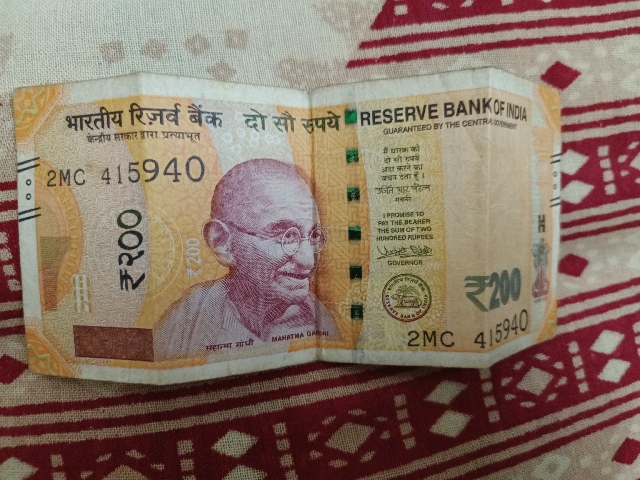 भारतीय रिज़र्व बैंक
केन्द्रीय सरकार द्वारा प्रत्याभूत
दो सौ रुपये
RESERVE BANK OF INDIA
GUARANTEED BY THE CENTRAL GOVERNMENT
2MC 415940
मैं धारक को
दो सौ रुपये
अदा करने का
वचन देता हूँ ।
गवर्नर
I PROMISE TO
PAY THE BEARER
THE SUM OF TWO
HUNDRED RUPEES
GOVERNOR
₹२००
₹200
₹200
महात्मा गांधी
MAHATMA GANDHI
2MC 415940